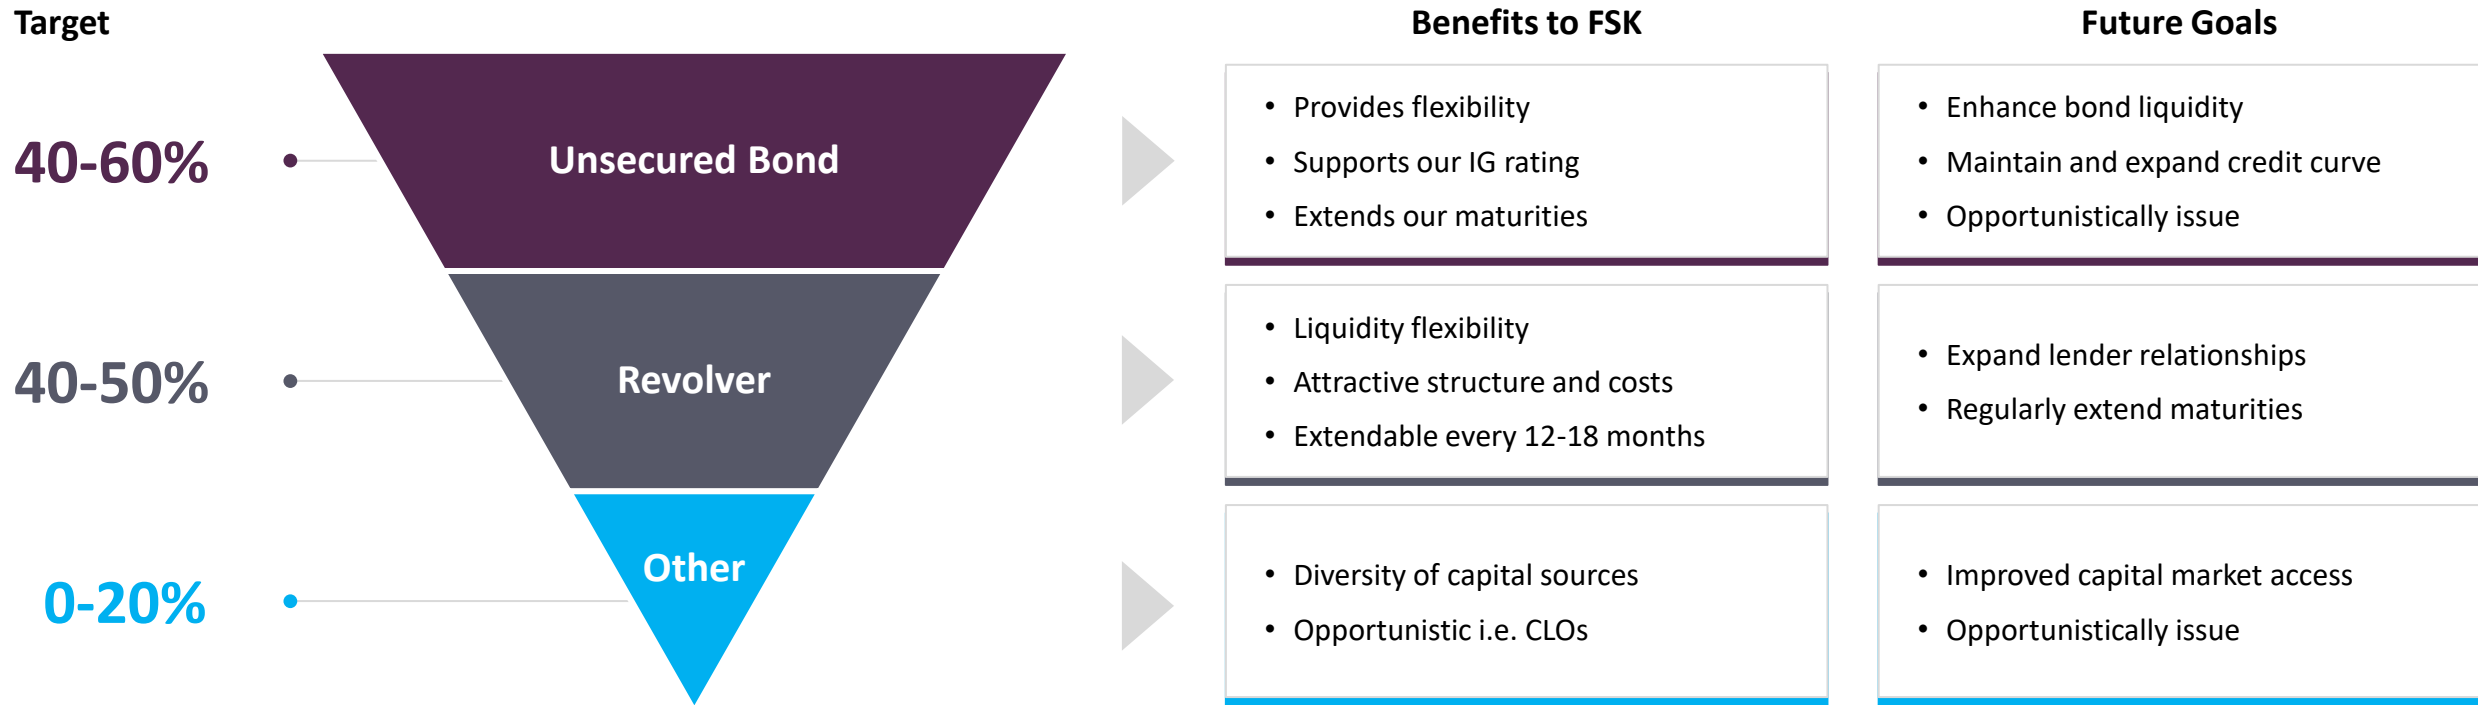 Target
Benefits to FSK
Future Goals
40-60%
Unsecured Bond
• Provides flexibility
• Supports our IG rating
• Extends our maturities
• Enhance bond liquidity
• Maintain and expand credit curve
• Opportunistically issue
40-50%
Revolver
• Liquidity flexibility
• Attractive structure and costs
• Extendable every 12-18 months
• Expand lender relationships
• Regularly extend maturities
0-20%
Other
• Diversity of capital sources
• Opportunistic i.e. CLOs
• Improved capital market access
• Opportunistically issue